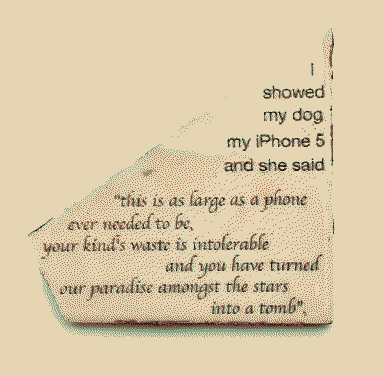 I
showed
my dog
my iPhone 5
and she said
"this is as large as a phone
ever needed to be,
your kind's waste is intolerable
and you have turned
our paradise amongst the stars
into a tomb".